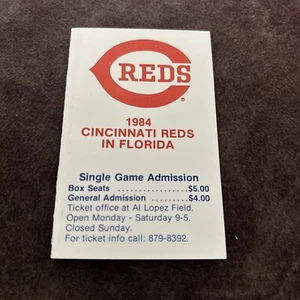 REDS
®
1984
CINCINNATI REDS
IN FLORIDA
Single Game Admission
Box Seats ..................$5.00
General Admission .........$4.00
Ticket office at Al Lopez Field.
Open Monday - Saturday 9-5.
Closed Sunday.
For ticket info call: 879-8392.